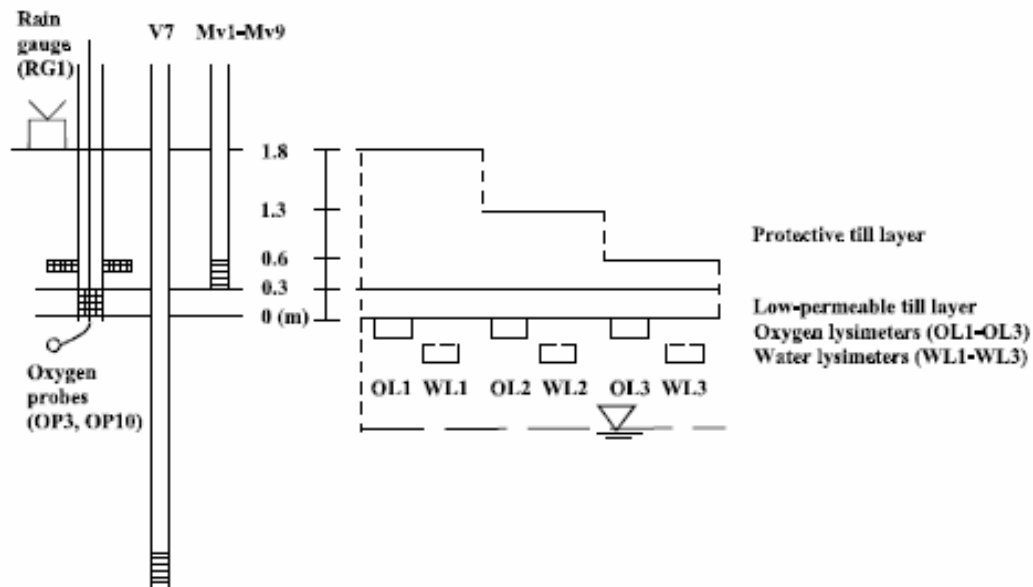 Rain
gauge
(RG1)
V7 Mv1-Mv9
1.8
1.3
0.6
0.3
0 (m)
Protective till layer
Low-permeable till layer
Oxygen lysimeters (OL1-OL3)
Water lysimeters (WL1-WL3)
OL1 WL1 OL2 WL2 OL3 WL3
Oxygen
probes
(OP3, OP10)